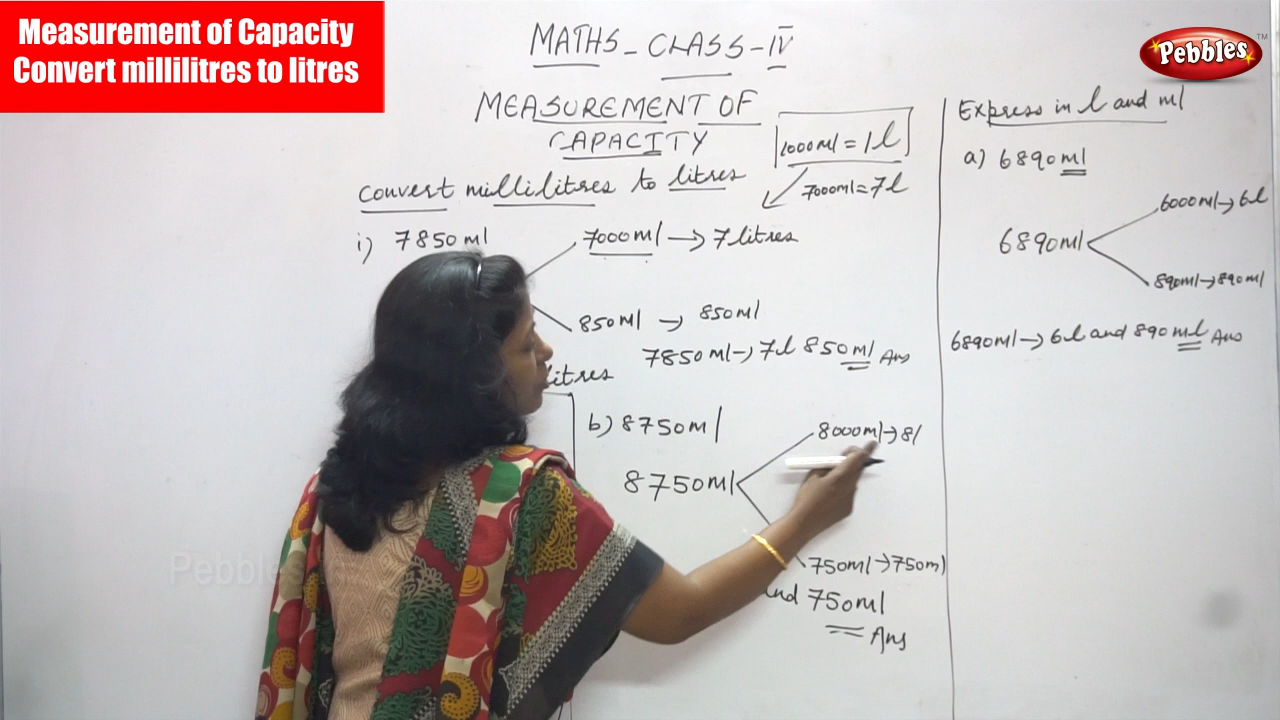 Measurement of Capacity
Convert millilitres to litres
Pebbles TM
MATHS - CLASS - IV
MEASUREMENT OF
CAPACITY
1000ml = 1l
7000ml = 7l
convert millilitres to litres
i) 7850ml
7000ml → 7 litres
850ml → 850ml
7850ml → 7l 850ml Ans
litres
b) 8750ml
8750ml
8000ml → 8l
750ml → 750ml
and 750ml
Ans
Express in l and ml
a) 6890ml
6000ml → 6l
6890ml
890ml → 890ml
6890ml → 6l and 890ml Ans
Pebbles